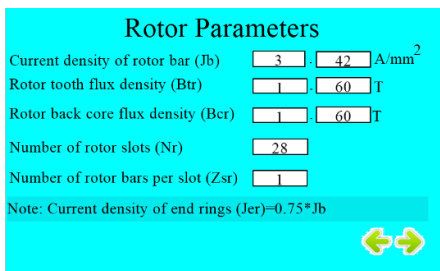 Rotor Parameters
Current density of rotor bar (Jb) 3 . 42 A/mm2
Rotor tooth flux density (Btr) 1 . 60 T
Rotor back core flux density (Bcr) 1 . 60 T
Number of rotor slots (Nr) 28
Number of rotor bars per slot (Zsr) 1
Note: Current density of end rings (Jer)=0.75*Jb